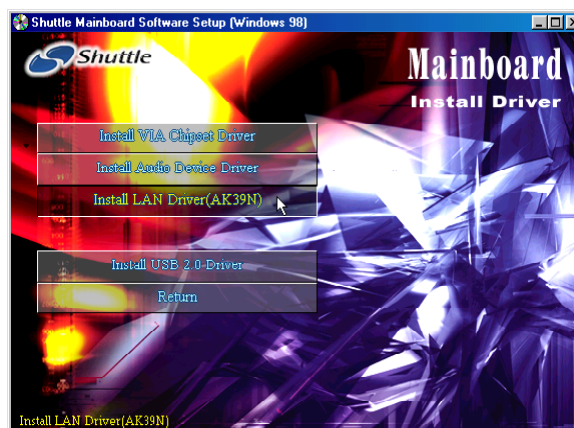 Shuttle Mainboard Software Setup (Windows 98)
Shuttle
Mainboard
Install Driver
Install VIA Chipset Driver
Install Audio Device Driver
Install LAN Driver(AK39N)
Install USB 2.0-Driver
Return
Install LAN Driver(AK39N)